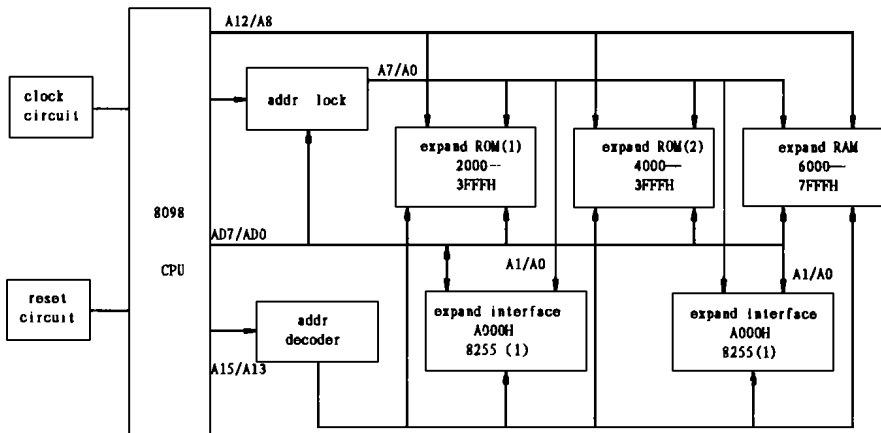 A12/A8
clock
circuit
addr lock
A7/A0
expand ROM(1)
2000--
3FFFH
expand ROM(2)
4000—
3FFFH
expand RAM
6000—
7FFFH
8098
CPU
AD7/AD0
A1/A0
A1/A0
reset
circuit
addr
decoder
expand interface
A000H
8255 (1)
expand interface
A000H
8255(1)
A15/A13